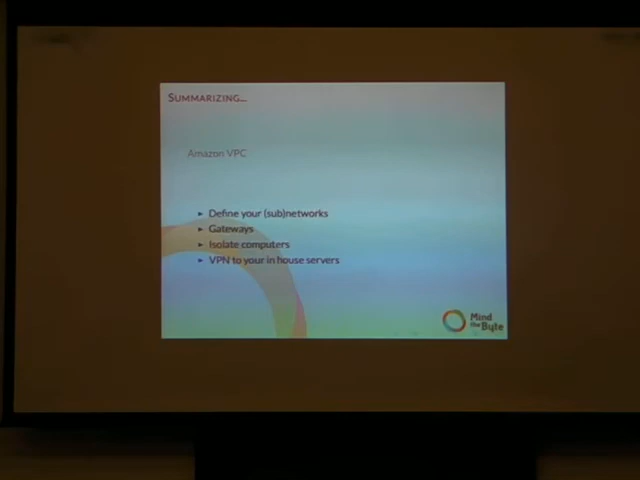 Summarizing...
Amazon VPC
► Define your (sub)networks
► Gateways
► Isolate computers
► VPN to your in house servers
Mind
the Byte